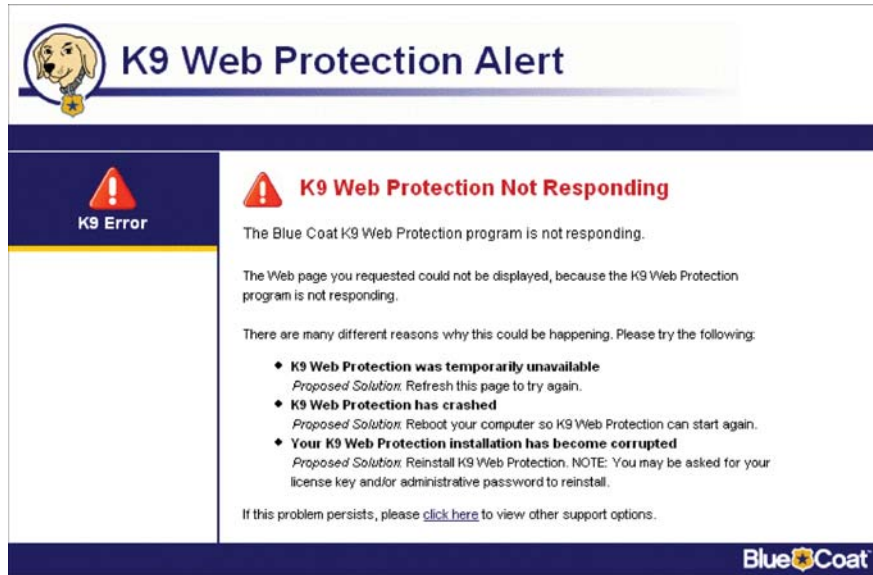 K9 Web Protection Alert
K9 Error
K9 Web Protection Not Responding
The Blue Coat K9 Web Protection program is not responding.
The Web page you requested could not be displayed, because the K9 Web Protection
program is not responding.
There are many different reasons why this could be happening. Please try the following:
◆ K9 Web Protection was temporarily unavailable
Proposed Solution: Refresh this page to try again.
◆ K9 Web Protection has crashed
Proposed Solution: Reboot your computer so K9 Web Protection can start again.
◆ Your K9 Web Protection installation has become corrupted
Proposed Solution: Reinstall K9 Web Protection. NOTE: You may be asked for your
license key and/or administrative password to reinstall.
If this problem persists, please click here to view other support options.
Blue Coat